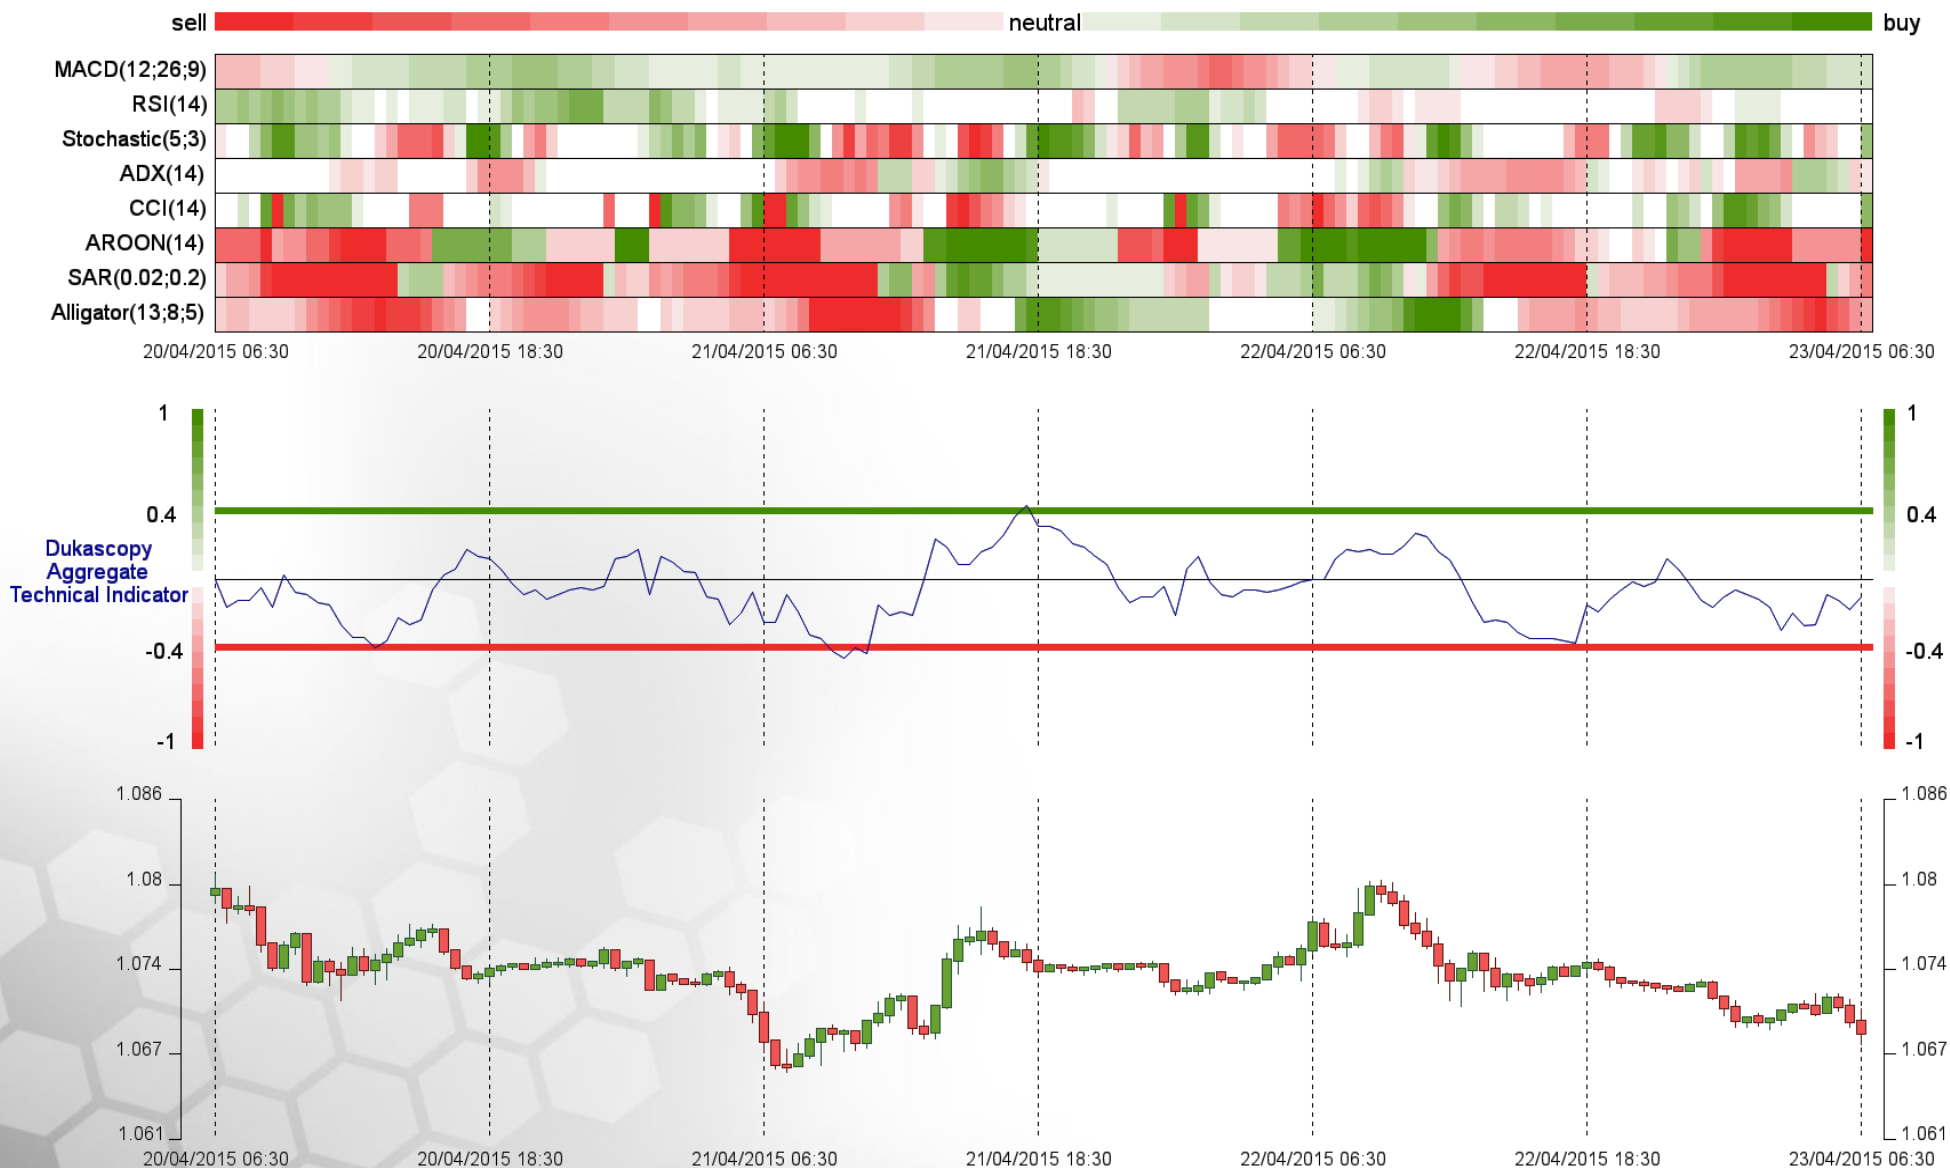 sell neutral buy
MACD(12;26;9)
RSI(14)
Stochastic(5;3)
ADX(14)
CCI(14)
AROON(14)
SAR(0.02;0.2)
Alligator(13;8;5)
20/04/2015 06:30 20/04/2015 18:30 21/04/2015 06:30 21/04/2015 18:30 22/04/2015 06:30 22/04/2015 18:30 23/04/2015 06:30
1 1
0.4 0.4
Dukascopy
Aggregate
Technical Indicator
-0.4 -0.4
-1 -1
1.086 1.086
1.08 1.08
1.074 1.074
1.067 1.067
1.061 1.061
20/04/2015 06:30 20/04/2015 18:30 21/04/2015 06:30 21/04/2015 18:30 22/04/2015 06:30 22/04/2015 18:30 23/04/2015 06:30